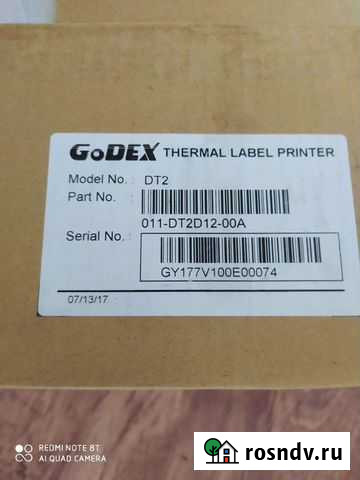 GoDEX THERMAL LABEL PRINTER
Model No. : DT2
Part No. :
011-DT2D12-00A
Serial No. :
GY177V100E00074
07/13/17
REDMI NOTE 8T
AI QUAD CAMERA
rosndv.ru